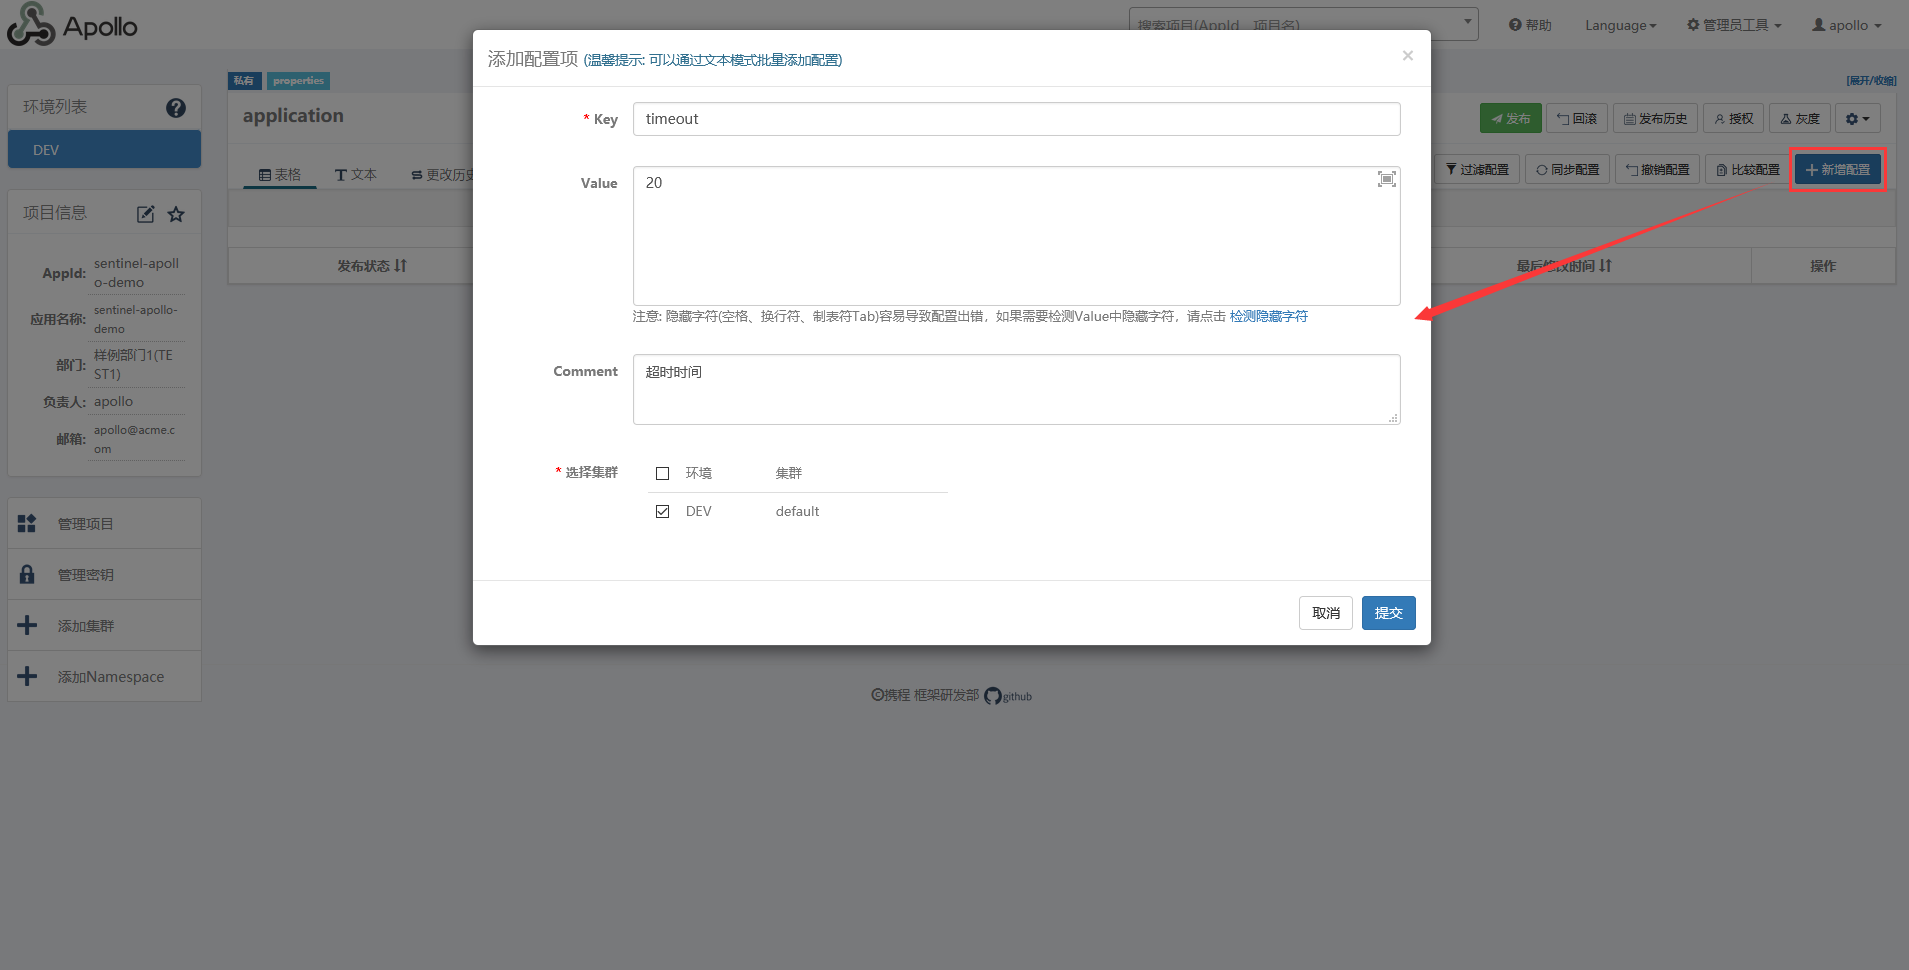 Apollo
搜索项目(AppId、项目名)
帮助
Language
管理员工具
apollo
添加配置项 (温馨提示: 可以通过文本模式批量添加配置)
×
私有
properties
[展开/收缩]
环境列表
DEV
application
发布
回滚
发布历史
授权
灰度
表格
文本
更改历史
过滤配置
同步配置
撤销配置
比较配置
新增配置
* Key
timeout
Value
20
注意: 隐藏字符(空格、换行符、制表符Tab)容易导致配置出错，如果需要检测Value中隐藏字符，请点击 检测隐藏字符
发布状态
最后修改时间
操作
项目信息
AppId:
sentinel-apoll
o-demo
应用名称:
sentinel-apollo-
demo
部门:
样例部门1(TE
ST1)
负责人:
apollo
邮箱:
apollo@acme.c
om
Comment
超时时间
* 选择集群
环境
集群
DEV
default
取消
提交
管理项目
管理密钥
添加集群
添加Namespace
©携程 框架研发部
github